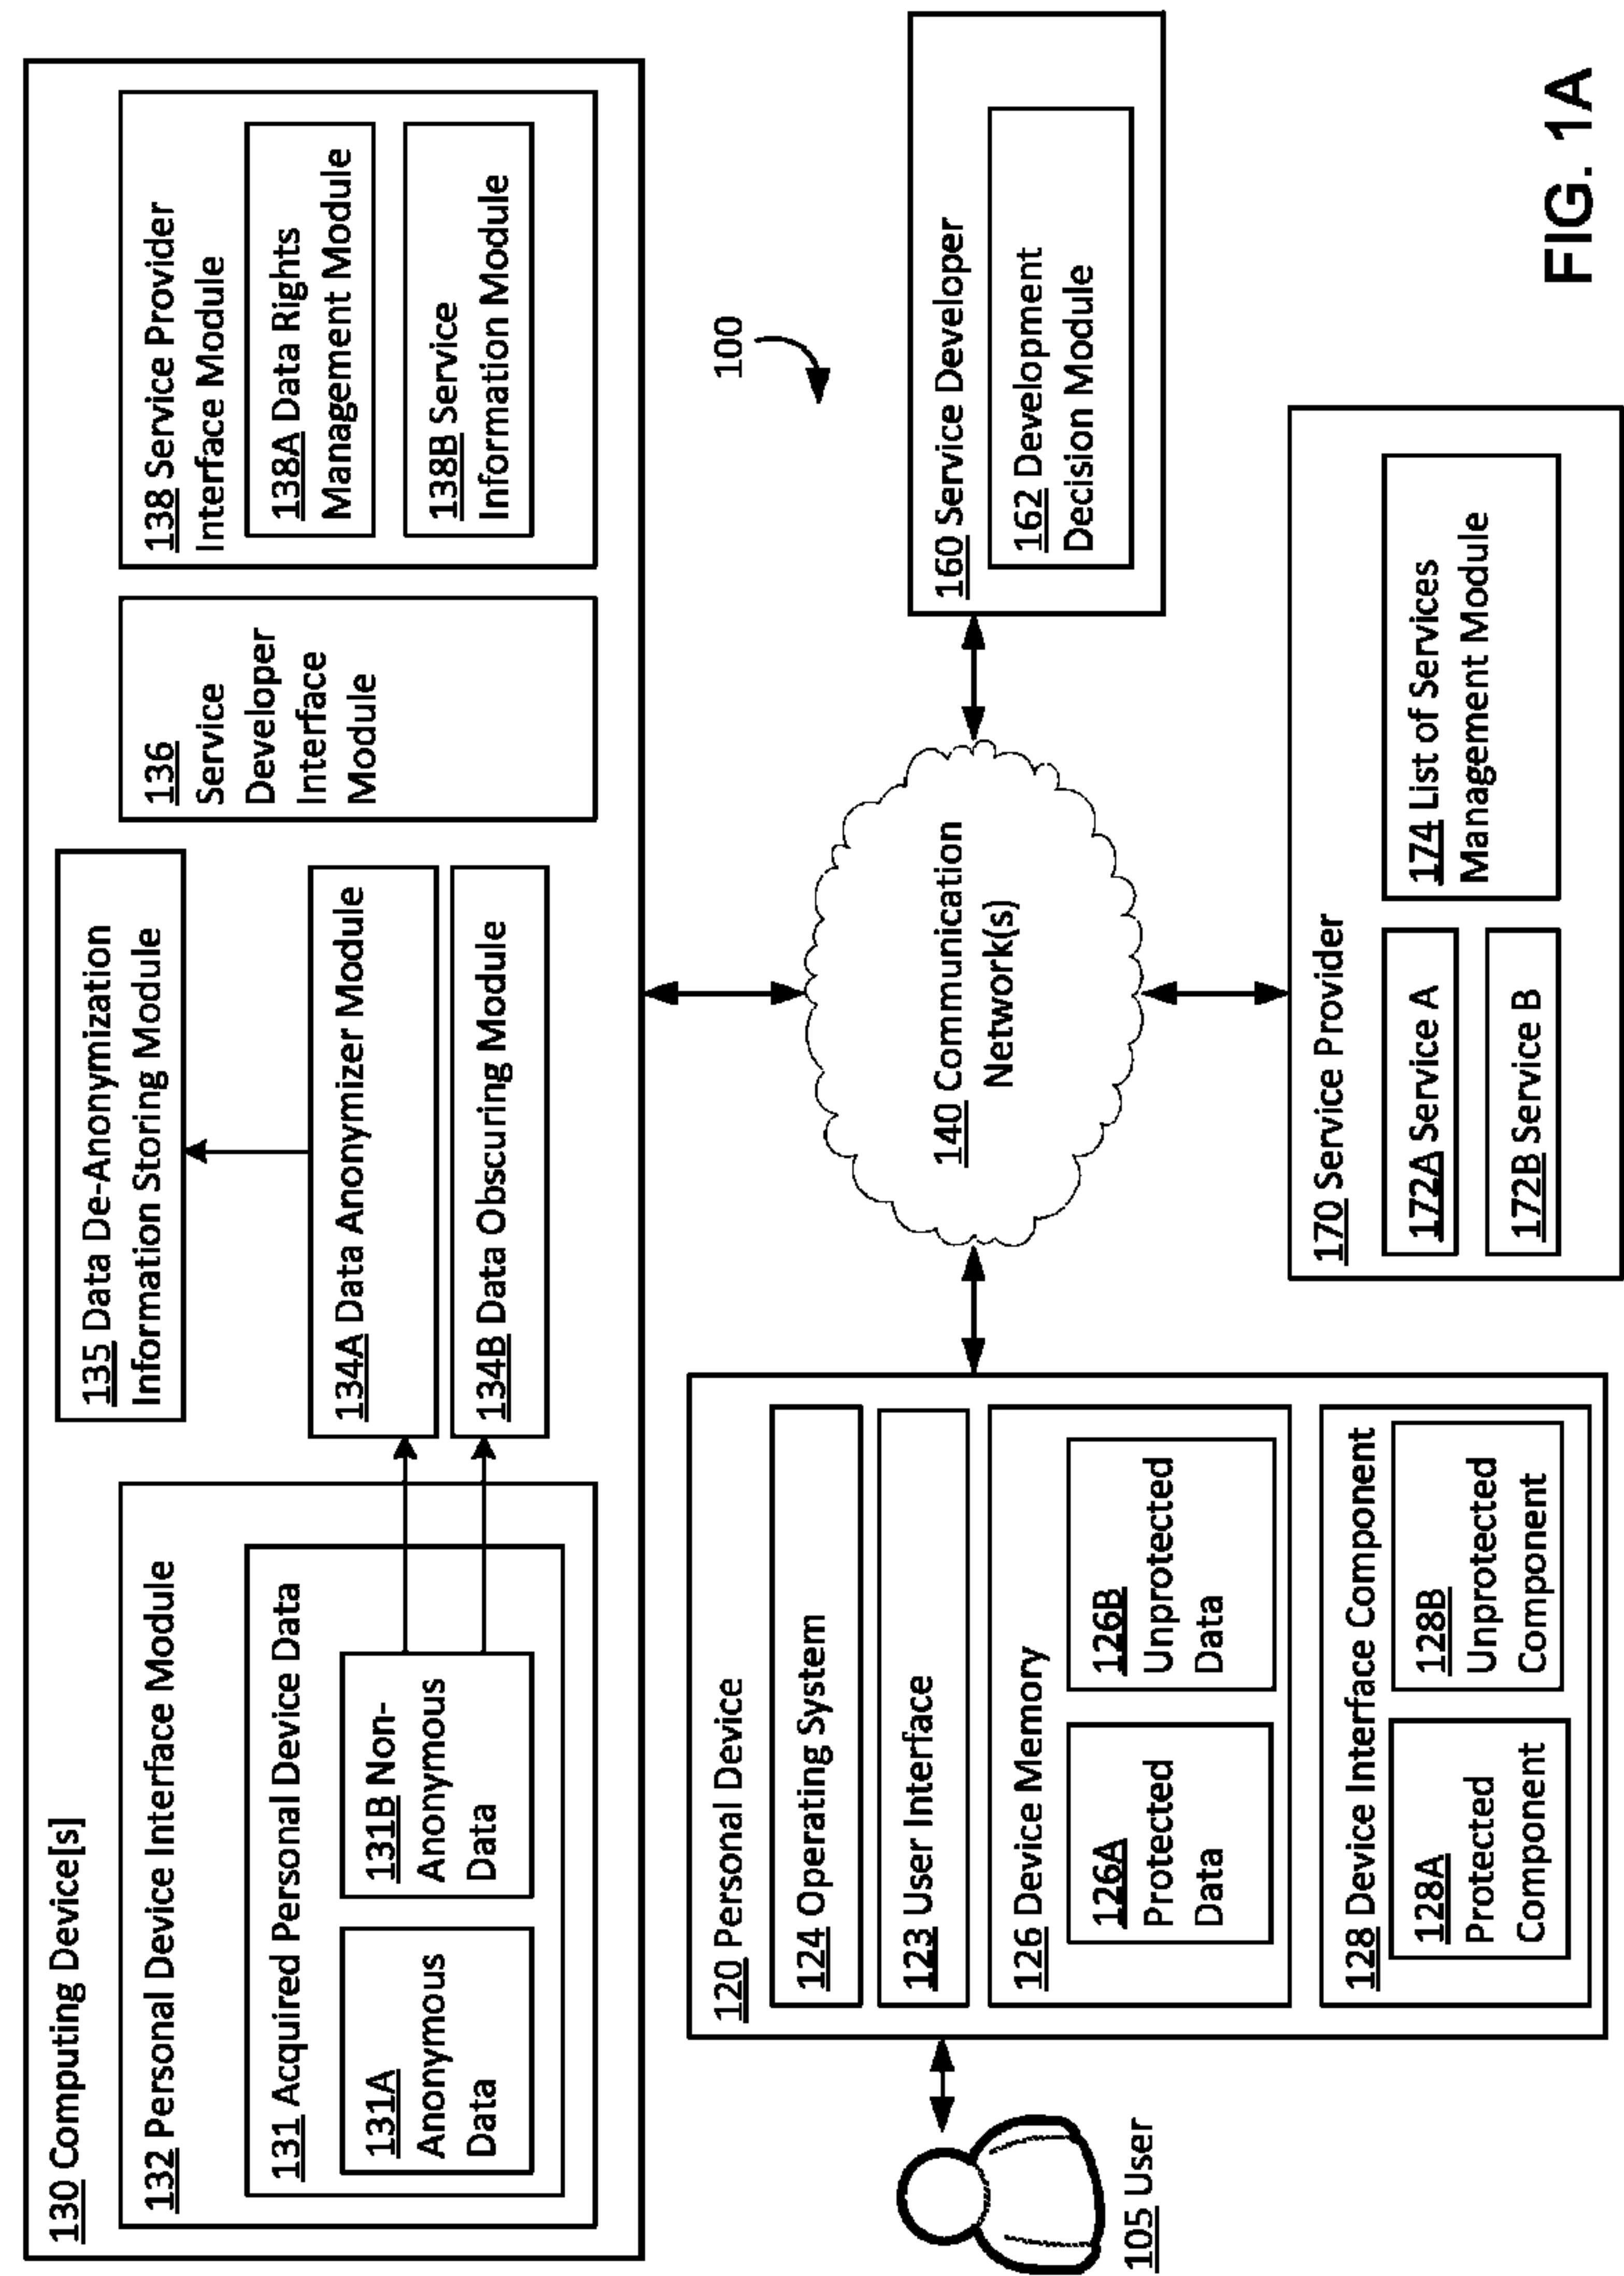 130 Computing Device[s]
132 Personal Device Interface Module
131 Acquired Personal Device Data
131A
Anonymous
Data
131B Non-
Anonymous
Data
135 Data De-Anonymization
Information Storing Module
134A Data Anonymizer Module
134B Data Obscuring Module
136
Service
Developer
Interface
Module
138 Service Provider
Interface Module
138A Data Rights
Management Module
138B Service
Information Module
100
105 User
120 Personal Device
124 Operating System
123 User Interface
126 Device Memory
126A
Protected
Data
126B
Unprotected
Data
128 Device Interface Component
128A
Protected
Component
128B
Unprotected
Component
140 Communication
Network(s)
160 Service Developer
162 Development
Decision Module
170 Service Provider
172A Service A
172B Service B
174 List of Services
Management Module
FIG. 1A